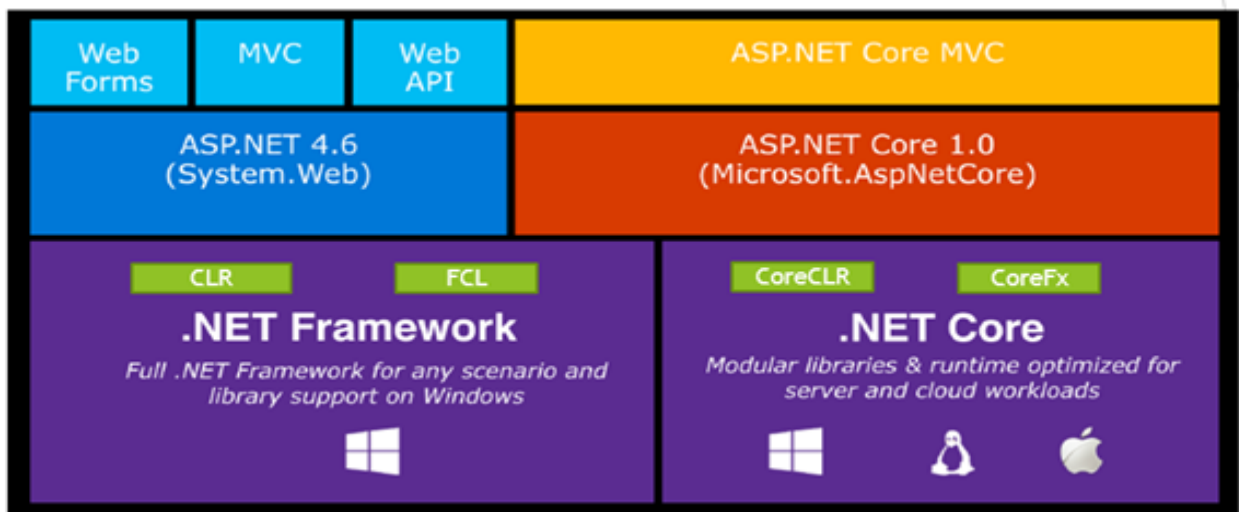 Web
Forms
MVC
Web
API
ASP.NET Core MVC
ASP.NET 4.6
(System.Web)
ASP.NET Core 1.0
(Microsoft.AspNetCore)
CLR
FCL
.NET Framework
Full .NET Framework for any scenario and
library support on Windows
CoreCLR
CoreFx
.NET Core
Modular libraries & runtime optimized for
server and cloud workloads